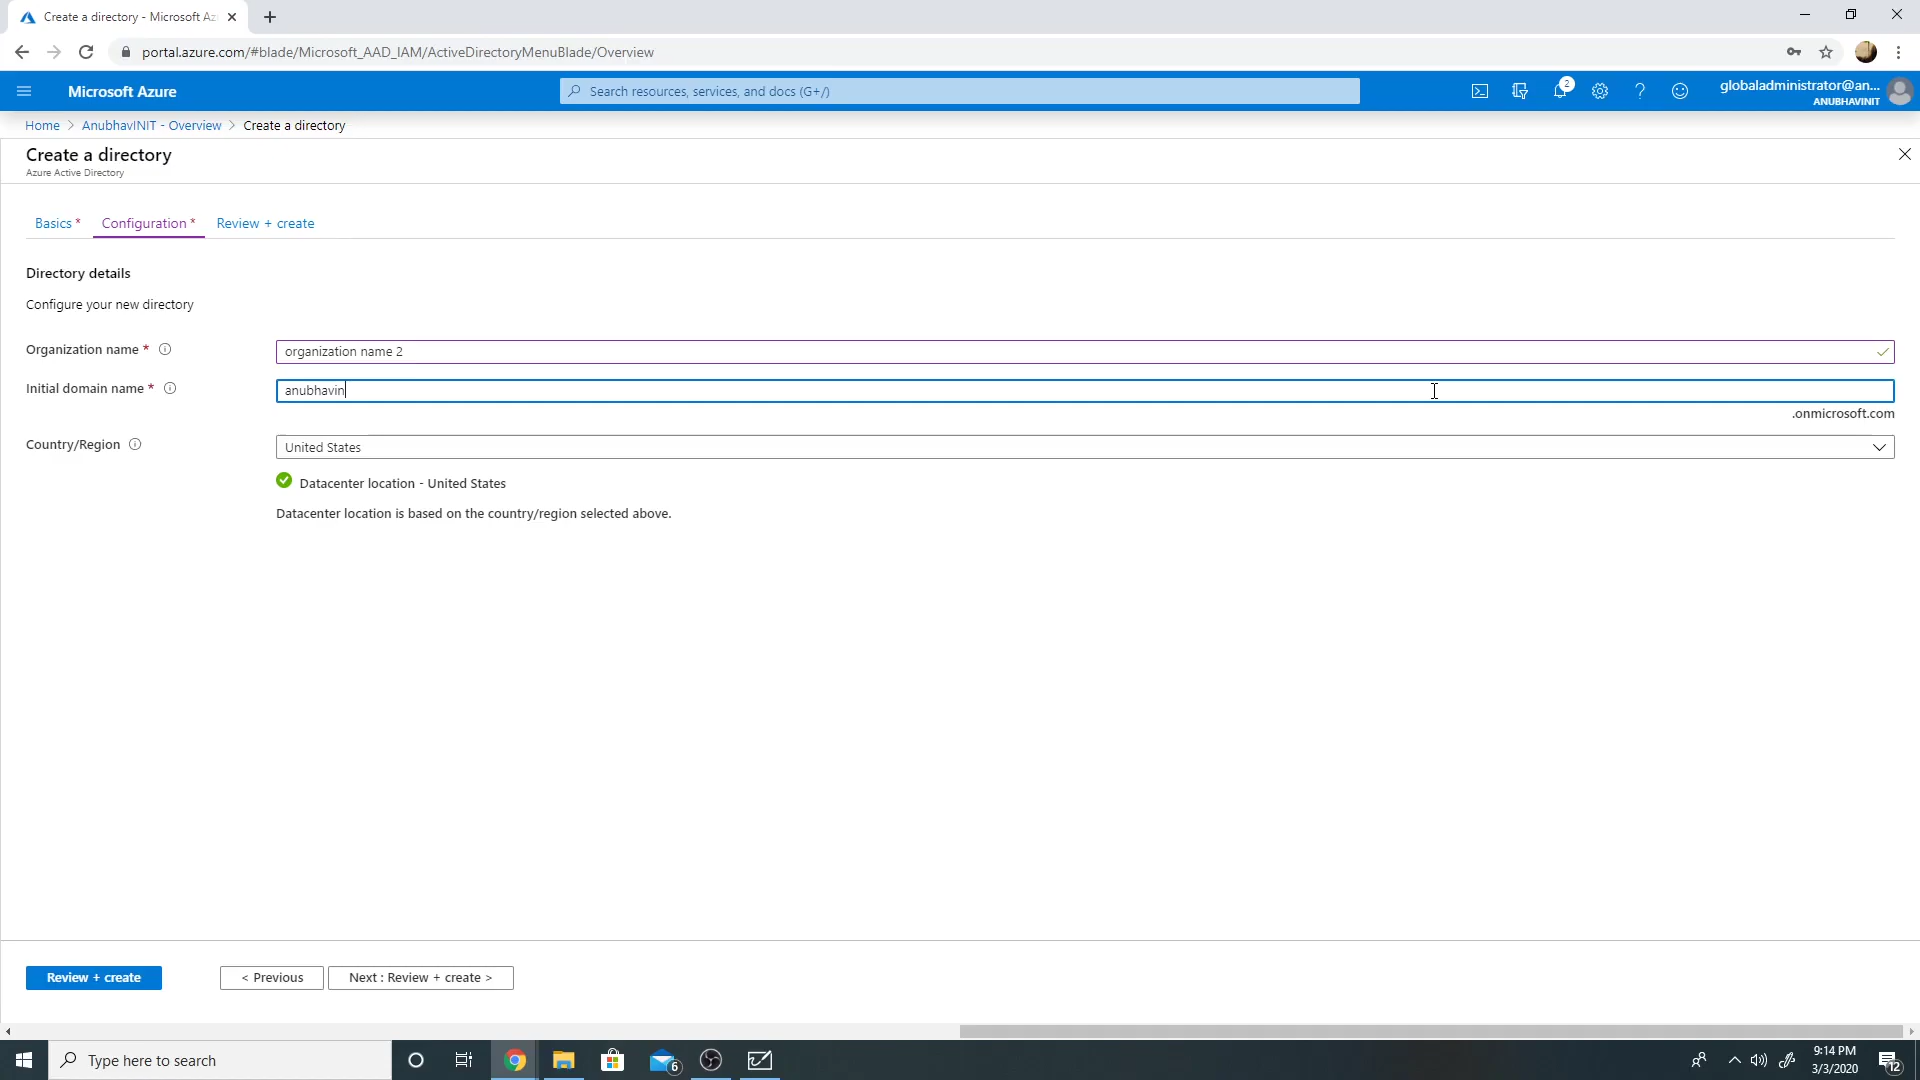 Create a directory - Microsoft Az
portal.azure.com/#blade/Microsoft_AAD_IAM/ActiveDirectoryMenuBlade/Overview
Microsoft Azure
Search resources, services, and docs (G+/)
2
globaladministrator@an...
ANUBHAVINIT
Home > AnubhavINIT - Overview > Create a directory
Create a directory
Azure Active Directory
Basics * Configuration * Review + create
Directory details
Configure your new directory
Organization name *
organization name 2
Initial domain name *
anubhavin
.onmicrosoft.com
Country/Region
United States
Datacenter location - United States
Datacenter location is based on the country/region selected above.
Review + create
< Previous
Next : Review + create >
Type here to search
6
9:14 PM
3/3/2020
12